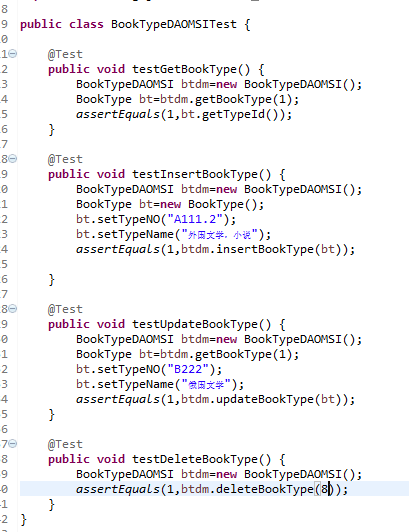 8
9 public class BookTypeDAOMSITest {
0
1 @Test
2 public void testGetBookType() {
3 BookTypeDAOMSI btdm=new BookTypeDAOMSI();
4 BookType bt=btdm.getBookType(1);
5 assertEquals(1,bt.getTypeId());
6 }
7
8 @Test
9 public void testInsertBookType() {
0 BookTypeDAOMSI btdm=new BookTypeDAOMSI();
1 BookType bt=new BookType();
2 bt.setTypeNO("A111.2");
3 bt.setTypeName("外国文学，小说");
4 assertEquals(1,btdm.insertBookType(bt));
5
6 }
7
8 @Test
9 public void testUpdateBookType() {
0 BookTypeDAOMSI btdm=new BookTypeDAOMSI();
1 BookType bt=btdm.getBookType(1);
2 bt.setTypeNO("B222");
3 bt.setTypeName("俄国文学");
4 assertEquals(1,btdm.updateBookType(bt));
5 }
6
7 @Test
8 public void testDeleteBookType() {
9 BookTypeDAOMSI btdm=new BookTypeDAOMSI();
0 assertEquals(1,btdm.deleteBookType(8));
1 }
2 }
3